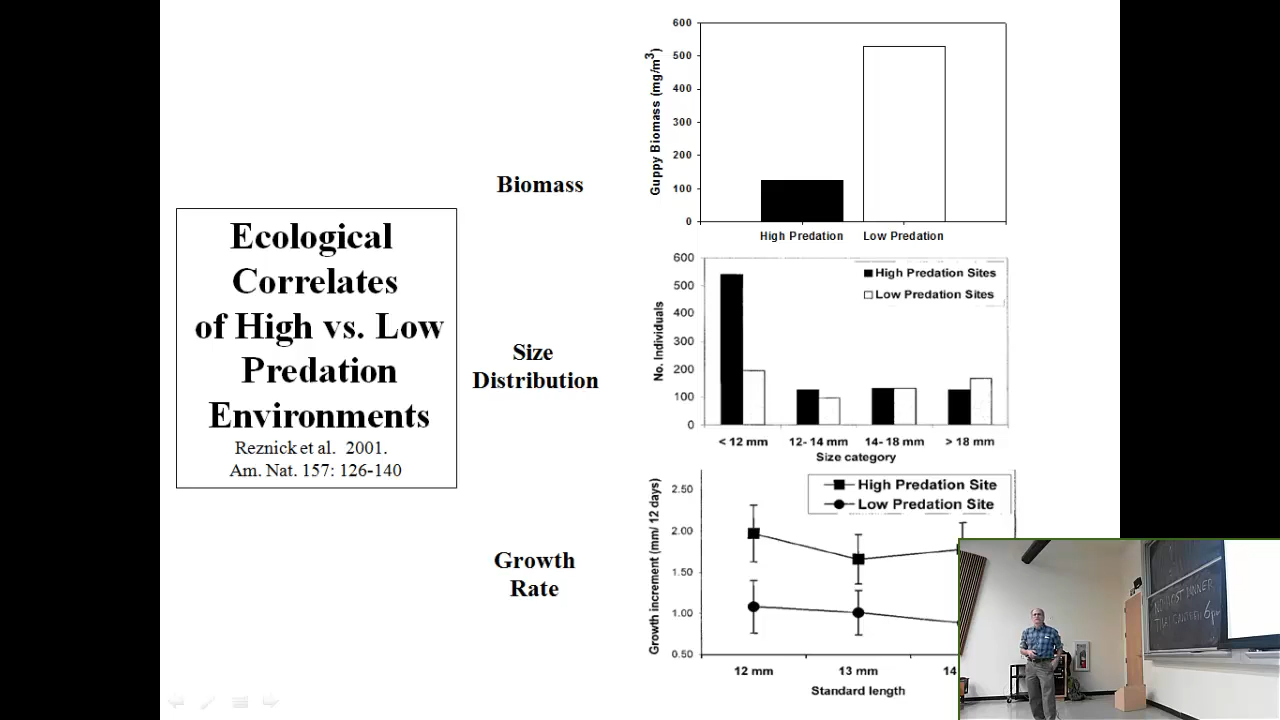 Ecological
Correlates
of High vs. Low
Predation
Environments
Reznick et al. 2001.
Am. Nat. 157: 126-140
Biomass
Size
Distribution
Growth
Rate
Guppy Biomass (mg/m³)
600
500
400
300
200
100
0
High Predation Low Predation
No. Individuals
600
500
400
300
200
100
0
High Predation Sites
Low Predation Sites
< 12 mm 12- 14 mm 14- 18 mm > 18 mm
Size category
Growth increment (mm/ 12 days)
2.50
2.00
1.50
1.00
0.50
High Predation Site
Low Predation Site
12 mm 13 mm 14
Standard length
DINNER
THAT 6pm